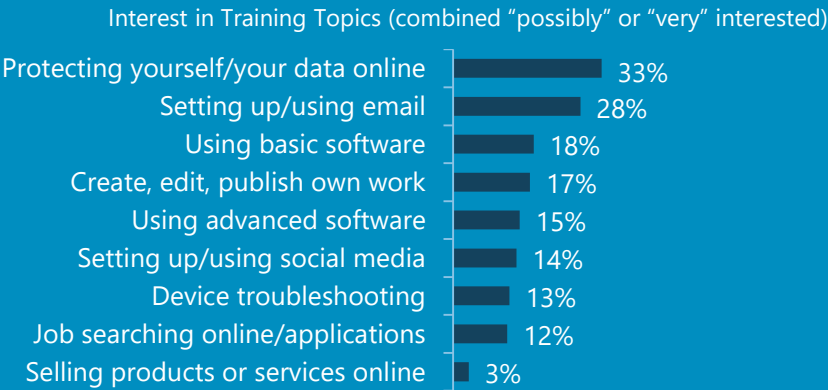 Interest in Training Topics (combined “possibly” or “very” interested)
Protecting yourself/your data online 33%
Setting up/using email 28%
Using basic software 18%
Create, edit, publish own work 17%
Using advanced software 15%
Setting up/using social media 14%
Device troubleshooting 13%
Job searching online/applications 12%
Selling products or services online 3%